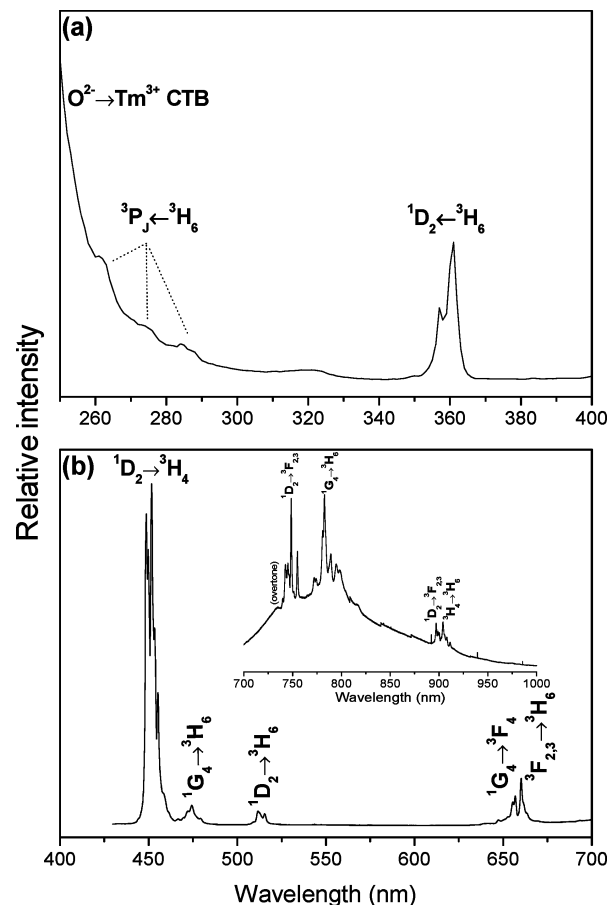 (a)
O²⁻→Tm³⁺ CTB
³P_J←³H₆
¹D₂←³H₆
260 280 300 320 340 360 380 400
Relative intensity
(b)
¹D₂→³H₄
¹D₂→³F₂,₃
¹G₄→³H₆
(overtone)
¹D₂→³F₂,₃
³H₄→³H₆
700 750 800 850 900 950 1000
Wavelength (nm)
¹G₄→³H₆
¹D₂→³H₆
¹G₄→³F₄
³F₂,₃→³H₆
400 450 500 550 600 650 700
Wavelength (nm)